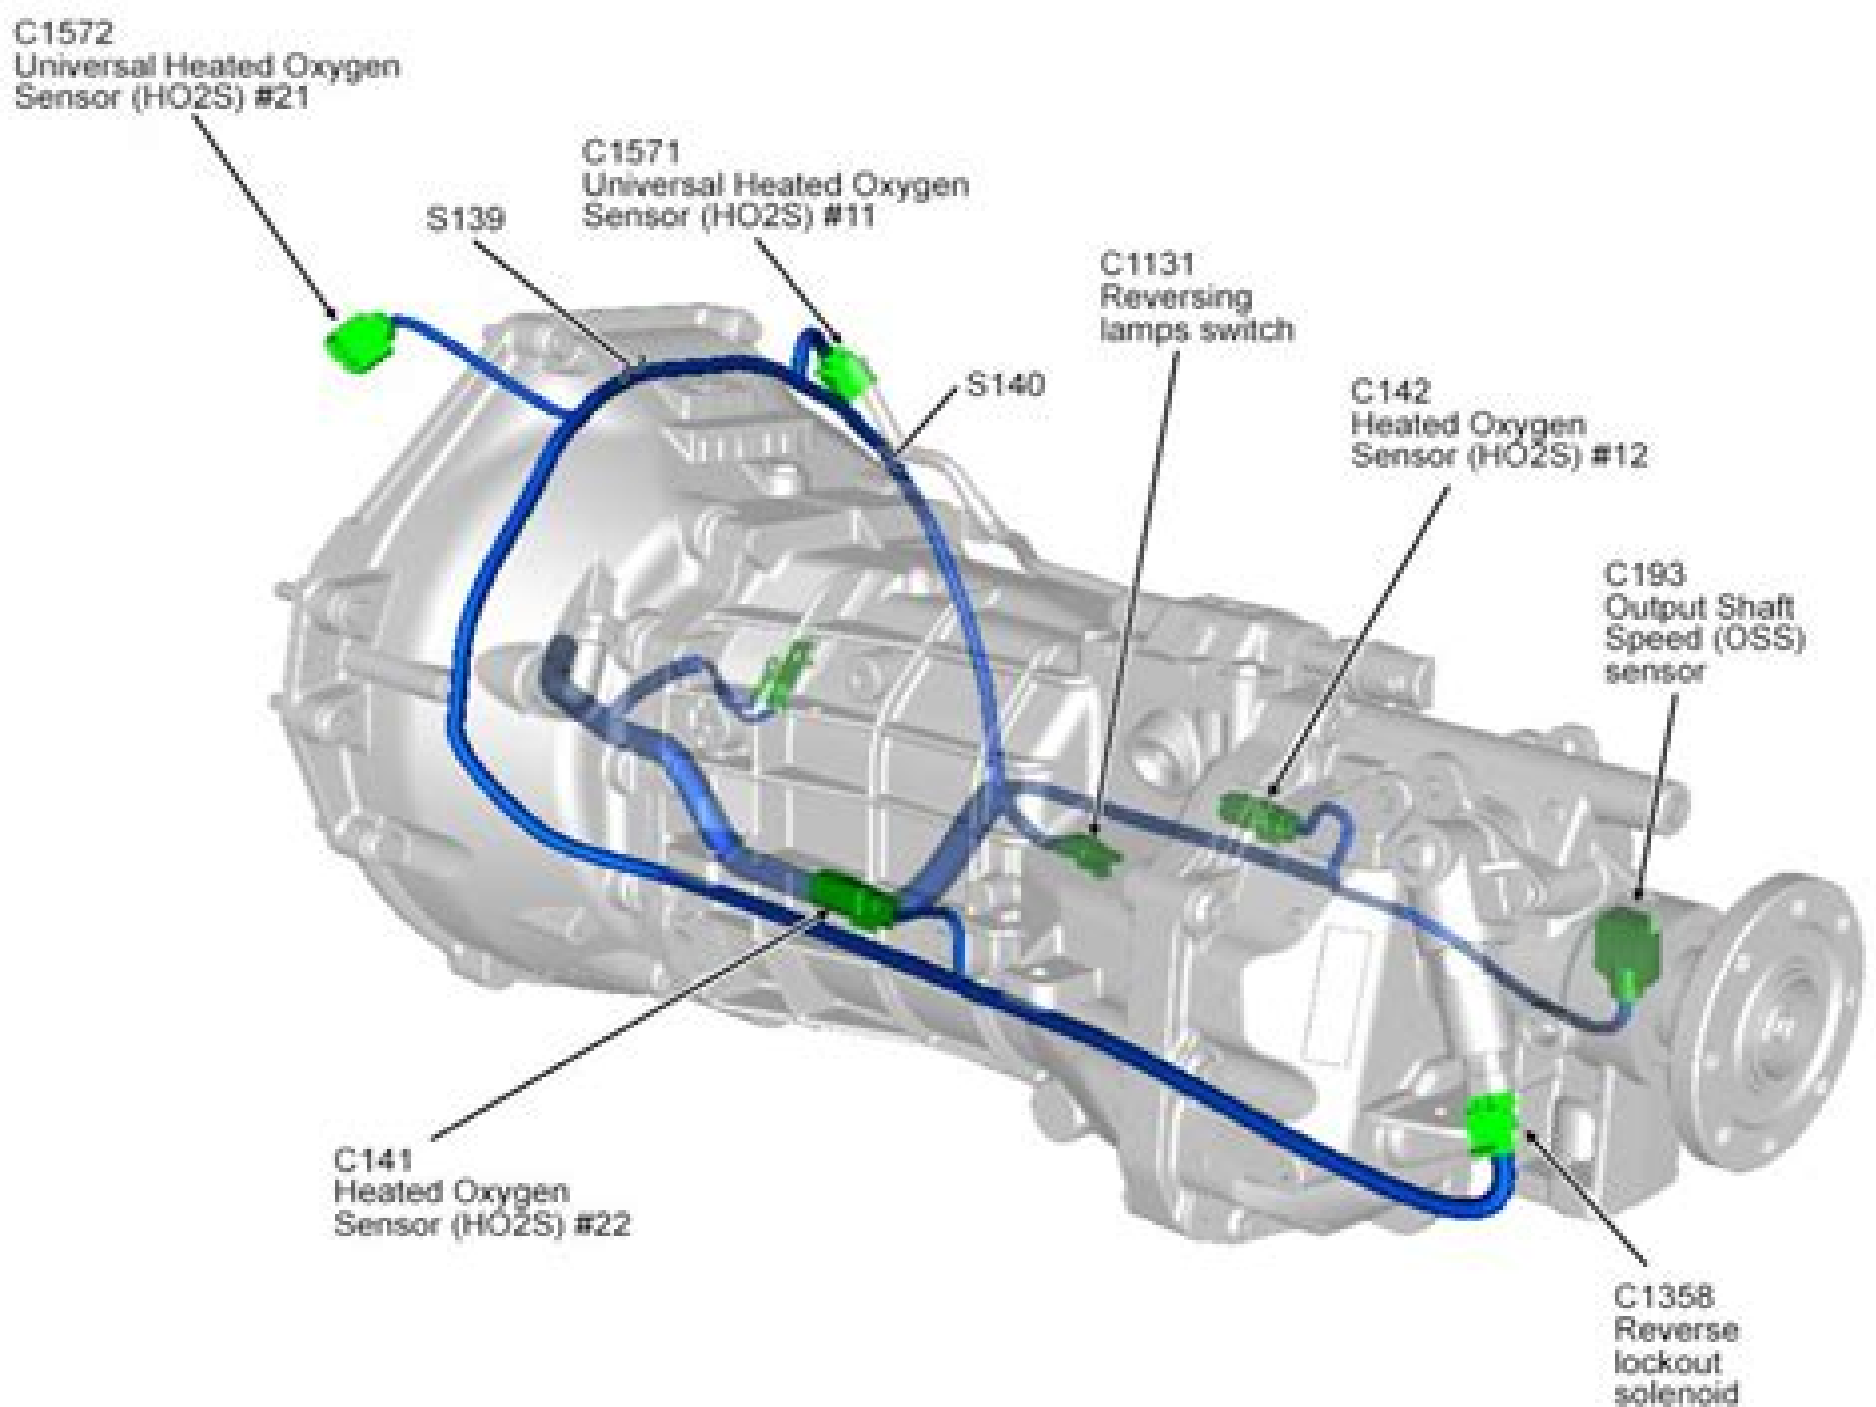 C1572
Universal Heated Oxygen
Sensor (HO2S) #21
C1571
Universal Heated Oxygen
Sensor (HO2S) #11
S139
C1131
Reversing
lamps switch
S140
C142
Heated Oxygen
Sensor (HO2S) #12
C193
Output Shaft
Speed (OSS)
sensor
C141
Heated Oxygen
Sensor (HO2S) #22
C1358
Reverse
lockout
solenoid